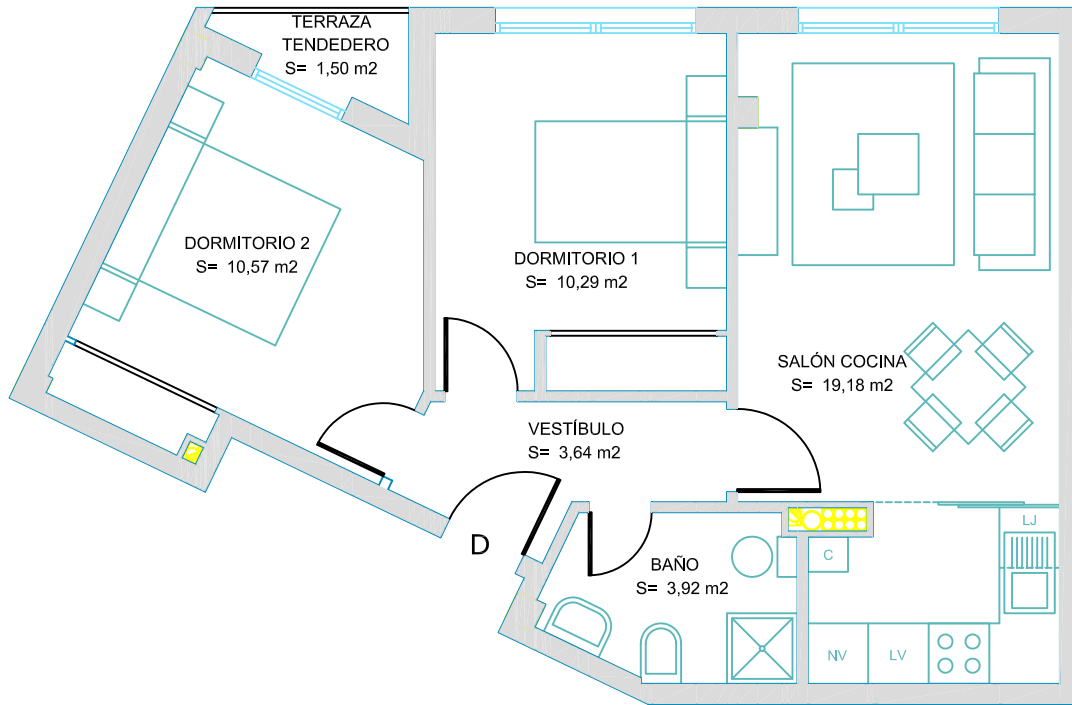 TERRAZA
TENDEDERO
S= 1,50 m2
DORMITORIO 2
S= 10,57 m2
DORMITORIO 1
S= 10,29 m2
SALÓN COCINA
S= 19,18 m2
VESTÍBULO
S= 3,64 m2
D
BAÑO
S= 3,92 m2
C
LJ
NV
LV